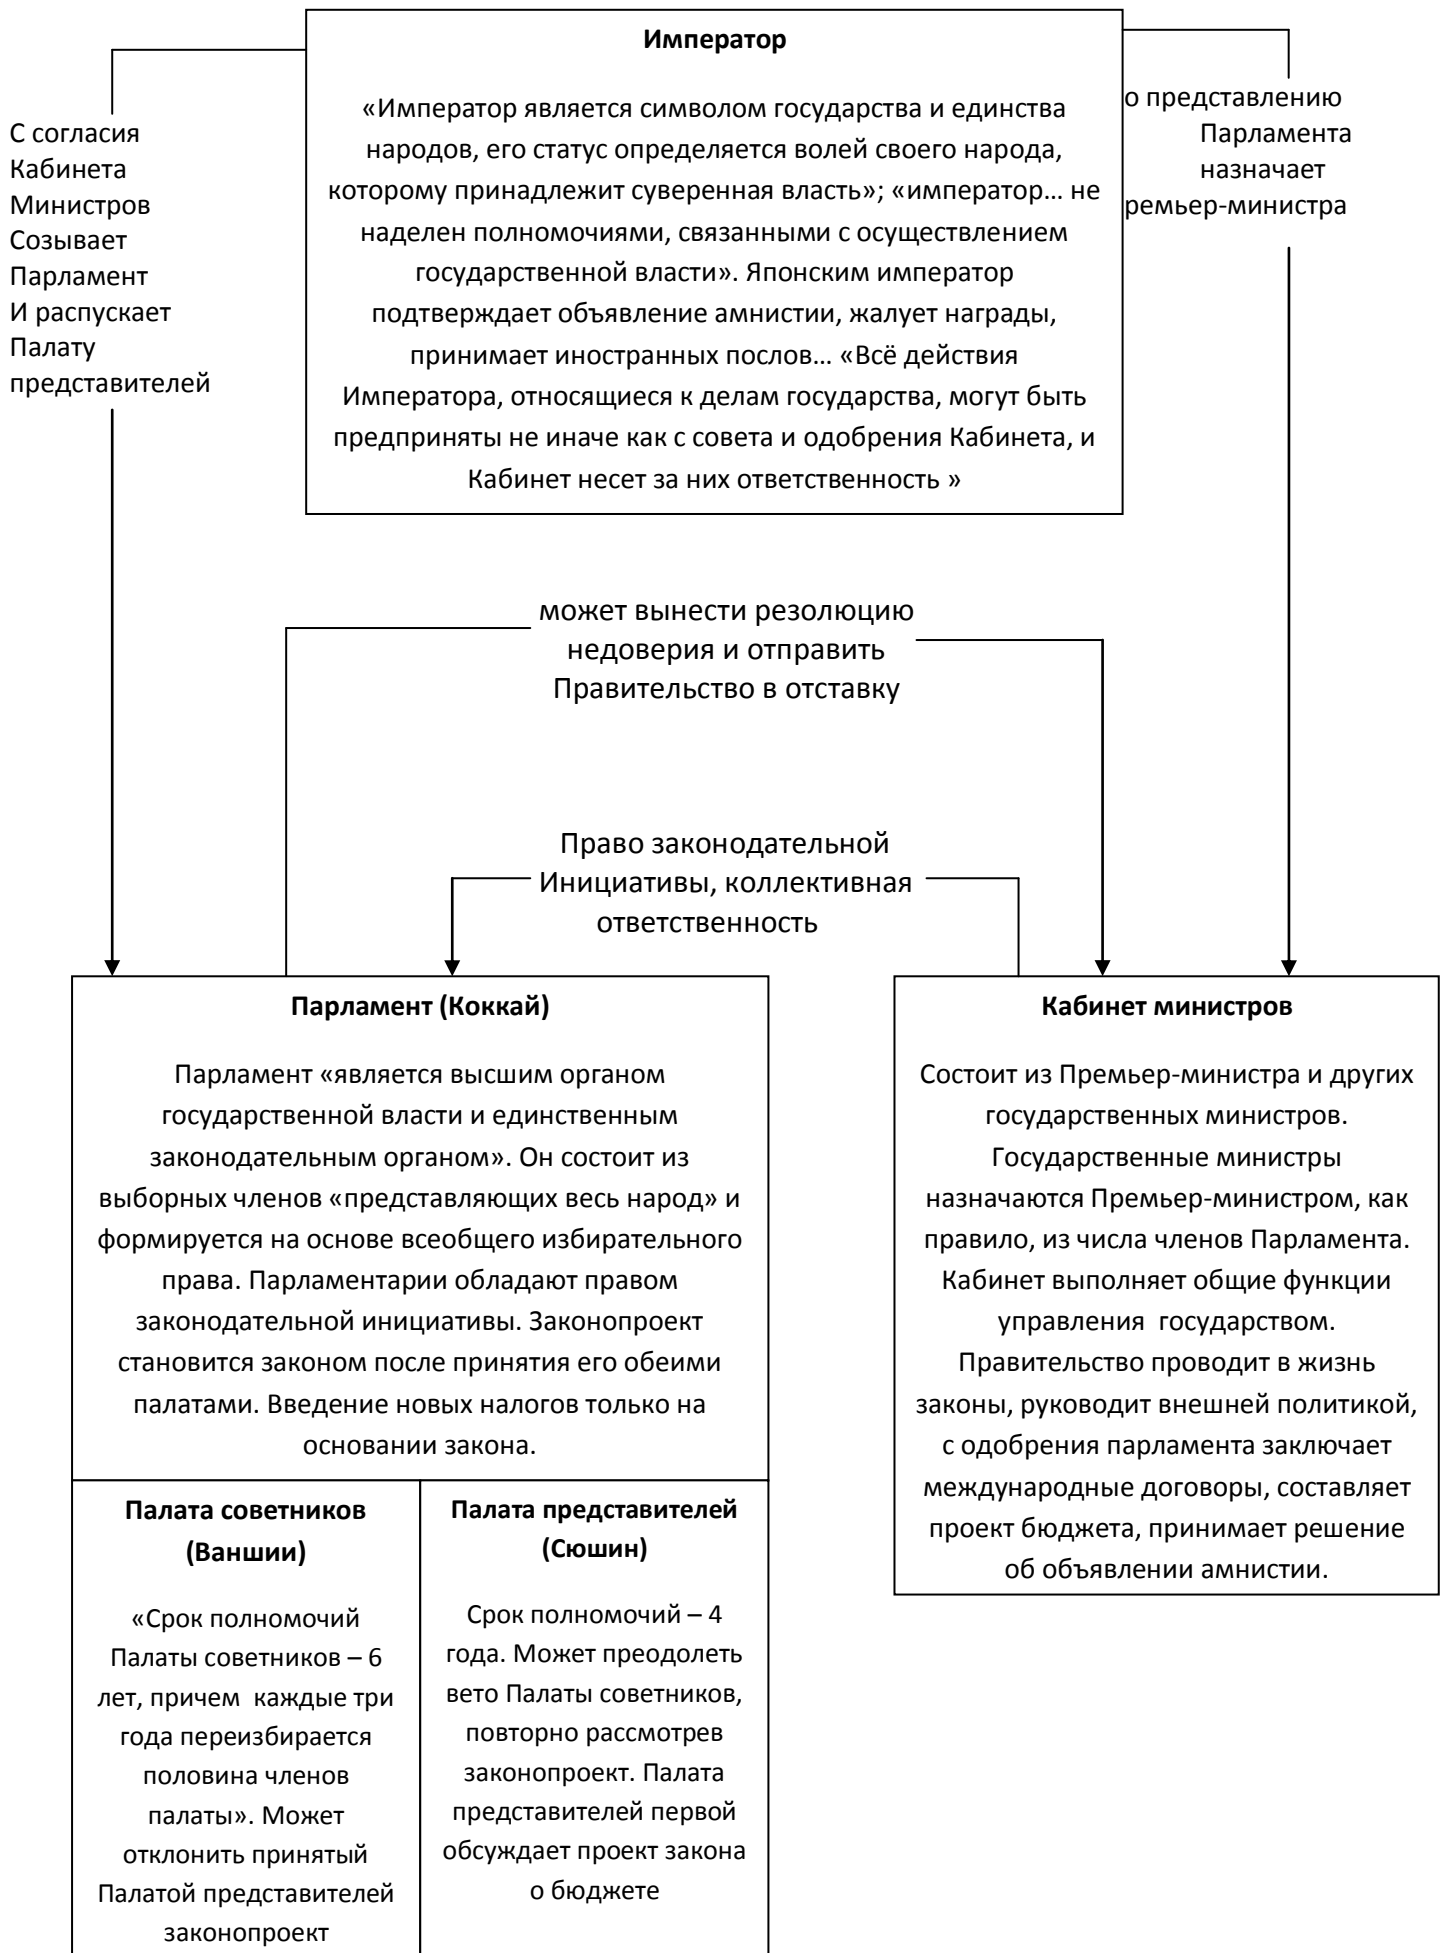 Император
«Император является символом государства и единства
народов, его статус определяется волей своего народа,
которому принадлежит суверенная власть»; «император… не
наделен полномочиями, связанными с осуществлением
государственной власти». Японским император
подтверждает объявление амнистии, жалует награды,
принимает иностранных послов… «Всё действия
Императора, относящиеся к делам государства, могут быть
предприняты не иначе как с совета и одобрения Кабинета, и
Кабинет несет за них ответственность »
С согласия
Кабинета
Министров
Созывает
Парламент
И распускает
Палату
представителей
о представлению
Парламента
назначает
ремьер-министра
может вынести резолюцию
недоверия и отправить
Правительство в отставку
Право законодательной
Инициативы, коллективная
ответственность
Парламент (Коккай)
Парламент «является высшим органом
государственной власти и единственным
законодательным органом». Он состоит из
выборных членов «представляющих весь народ» и
формируется на основе всеобщего избирательного
права. Парламентарии обладают правом
законодательной инициативы. Законопроект
становится законом после принятия его обеими
палатами. Введение новых налогов только на
основании закона.
Палата советников
(Ваншии)
«Срок полномочий
Палаты советников – 6
лет, причем каждые три
года переизбирается
половина членов
палаты». Может
отклонить принятый
Палатой представителей
законопроект
Палата представителей
(Сюшин)
Срок полномочий – 4
года. Может преодолеть
вето Палаты советников,
повторно рассмотрев
законопроект. Палата
представителей первой
обсуждает проект закона
о бюджете
Кабинет министров
Состоит из Премьер-министра и других
государственных министров.
Государственные министры
назначаются Премьер-министром, как
правило, из числа членов Парламента.
Кабинет выполняет общие функции
управления государством.
Правительство проводит в жизнь
законы, руководит внешней политикой,
с одобрения парламента заключает
международные договоры, составляет
проект бюджета, принимает решение
об объявлении амнистии.